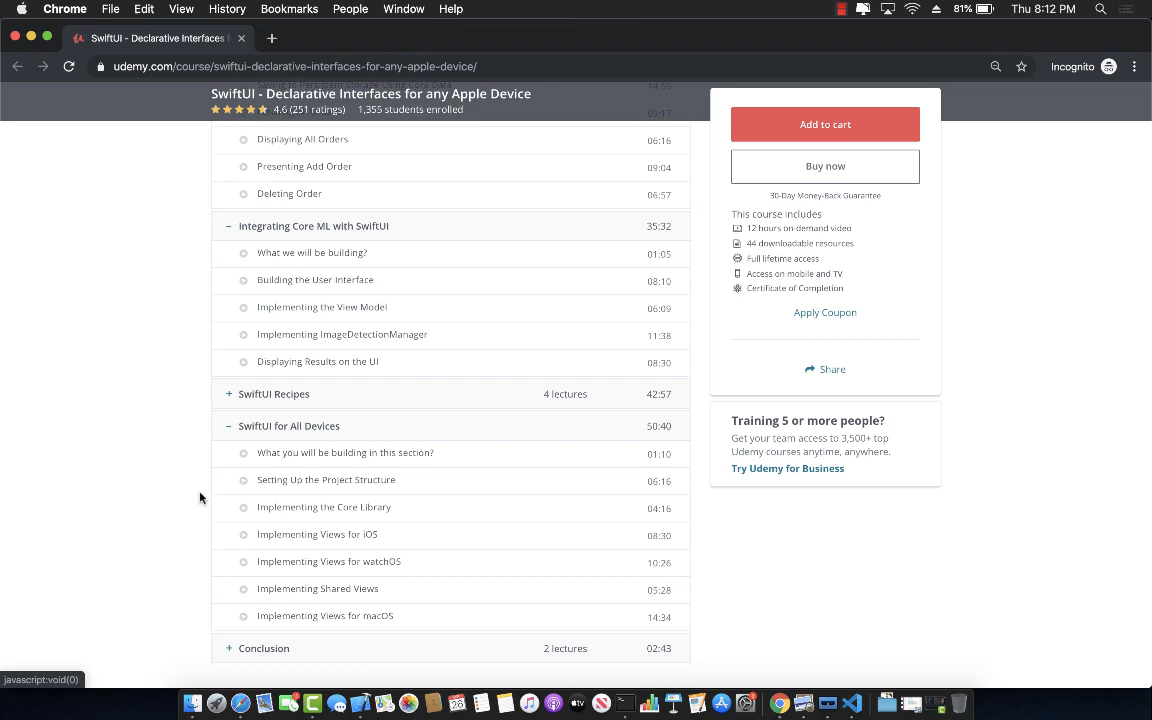 Chrome File Edit View History Bookmarks People Window Help 81% Thu 8:12 PM
SwiftUI - Declarative Interfaces f
udemy.com/course/swiftui-declarative-interfaces-for-any-apple-device/ Incognito
14:50
SwiftUI - Declarative Interfaces for any Apple Device
4.6 (251 ratings) 1,355 students enrolled
09:17
Displaying All Orders 06:16
Presenting Add Order 09:04
Deleting Order 06:57
Integrating Core ML with SwiftUI 35:32
What we will be building? 01:05
Building the User Interface 08:10
Implementing the View Model 06:09
Implementing ImageDetectionManager 11:38
Displaying Results on the UI 08:30
SwiftUI Recipes 4 lectures 42:57
SwiftUI for All Devices 50:40
What you will be building in this section? 01:10
Setting Up the Project Structure 06:16
Implementing the Core Library 04:16
Implementing Views for iOS 08:30
Implementing Views for watchOS 10:26
Implementing Shared Views 05:28
Implementing Views for macOS 14:34
Conclusion 2 lectures 02:43
Add to cart
Buy now
30-Day Money-Back Guarantee
This course includes
12 hours on-demand video
44 downloadable resources
Full lifetime access
Access on mobile and TV
Certificate of Completion
Apply Coupon
Share
Training 5 or more people?
Get your team access to 3,500+ top
Udemy courses anytime, anywhere.
Try Udemy for Business
javascript:void(0)